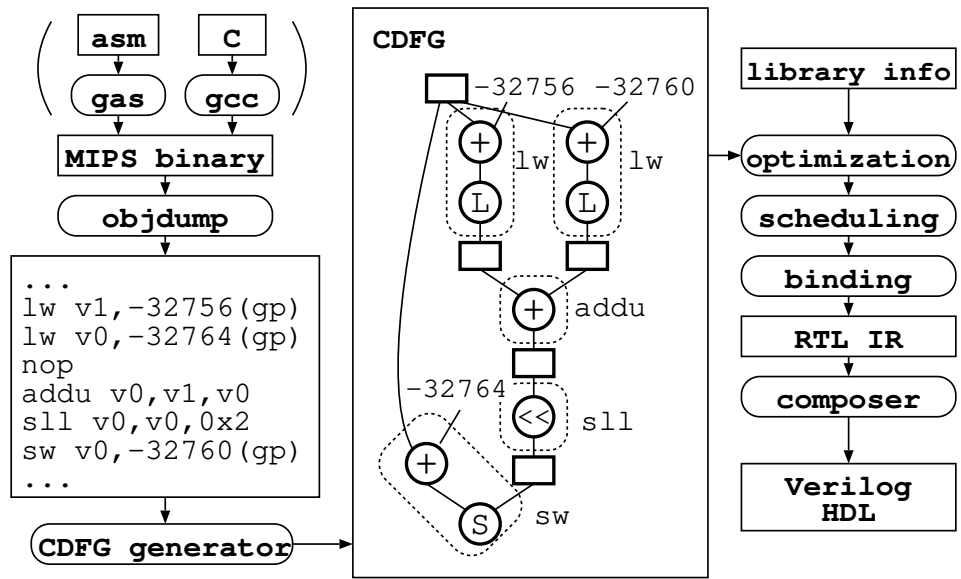 asm
C
gas
gcc
MIPS binary
objdump
...
lw v1,-32756(gp)
lw v0,-32764(gp)
nop
addu v0,v1,v0
sll v0,v0,0x2
sw v0,-32760(gp)
...
CDFG generator
CDFG
-32756 -32760
+ +
lw lw
L L
+ addu
-32764
<< sll
+
S sw
library info
optimization
scheduling
binding
RTL IR
composer
Verilog
HDL